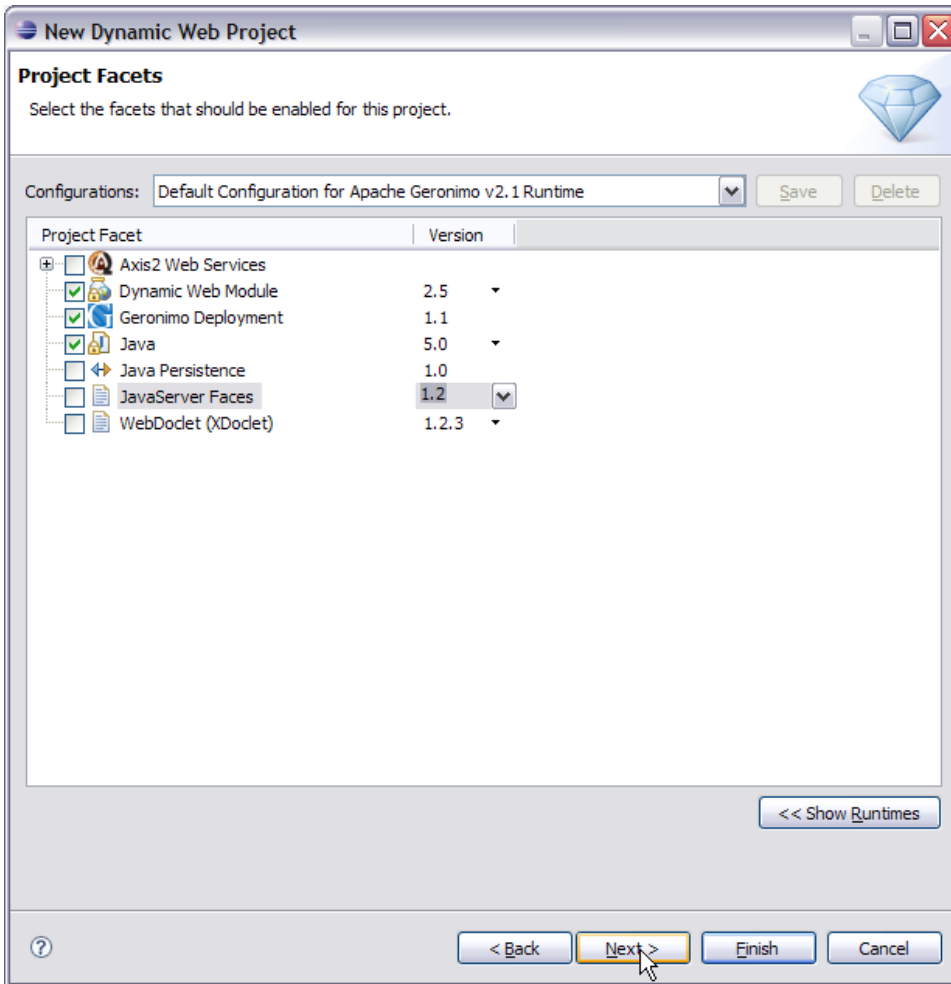 New Dynamic Web Project
Project Facets
Select the facets that should be enabled for this project.
Configurations: Default Configuration for Apache Geronimo v2.1 Runtime Save Delete
Project Facet Version
Axis2 Web Services
Dynamic Web Module 2.5
Geronimo Deployment 1.1
Java 5.0
Java Persistence 1.0
JavaServer Faces 1.2
WebDoclet (XDoclet) 1.2.3
<< Show Runtimes
? < Back Next > Finish Cancel